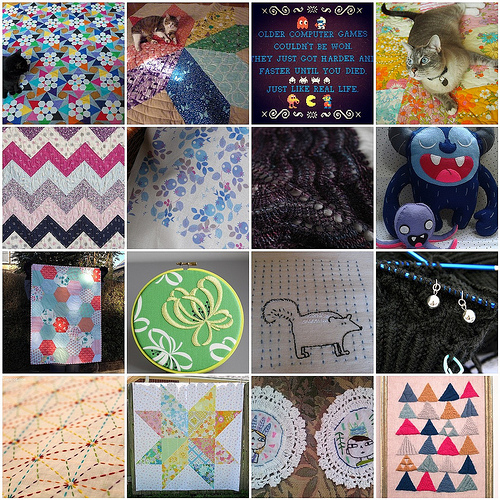 OLDER COMPUTER GAMES
COULDN'T BE WON.
THEY JUST GOT HARDER AND
FASTER UNTIL YOU DIED.
JUST LIKE REAL LIFE.